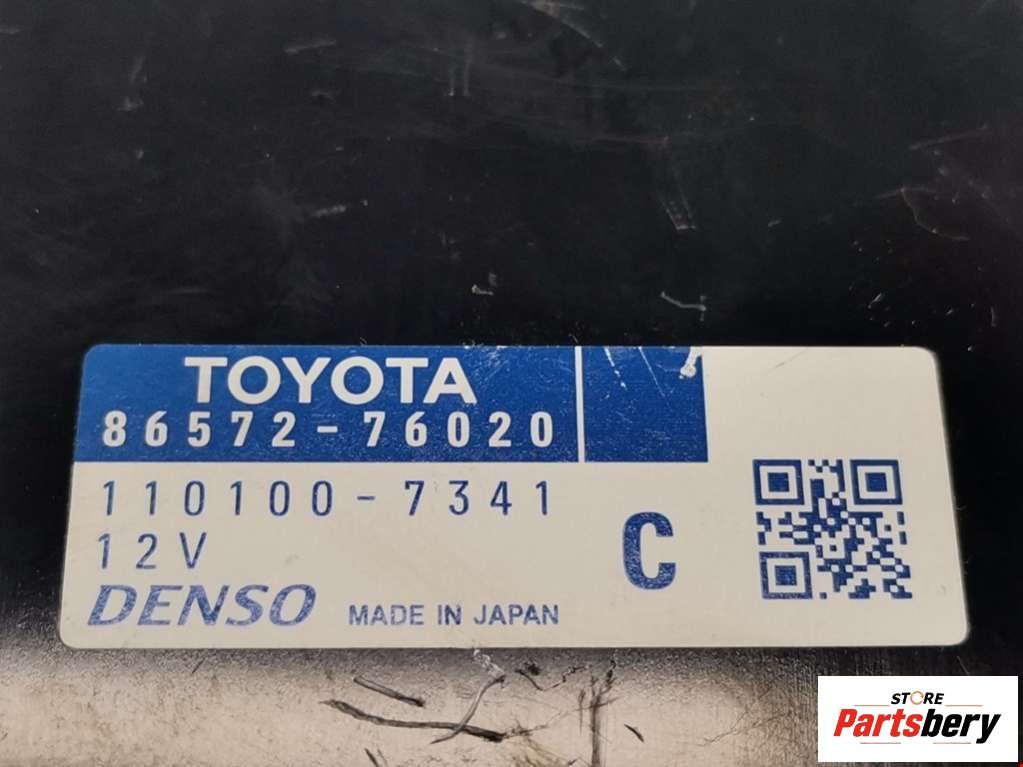 TOYOTA
86572-76020
110100-7341
12V
C
DENSO MADE IN JAPAN
STORE
Partsbery